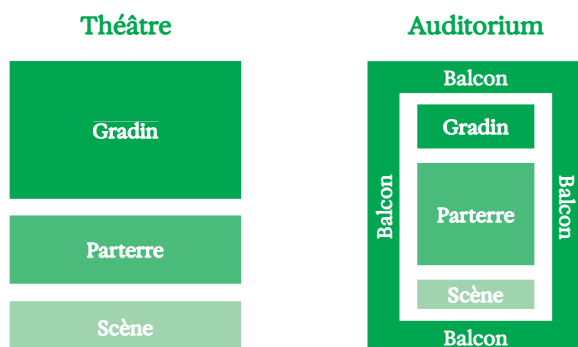 Théâtre
Gradin
Parterre
Scène
Auditorium
Balcon
Gradin
Balcon
Parterre
Balcon
Scène
Balcon